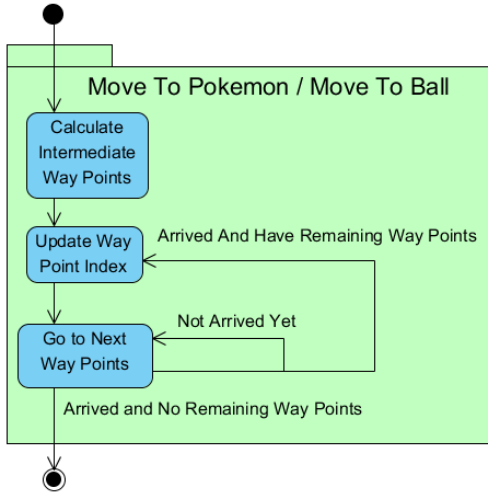 Move To Pokemon / Move To Ball
Calculate
Intermediate
Way Points
Arrived And Have Remaining Way Points
Update Way
Point Index
Not Arrived Yet
Go to Next
Way Points
Arrived and No Remaining Way Points